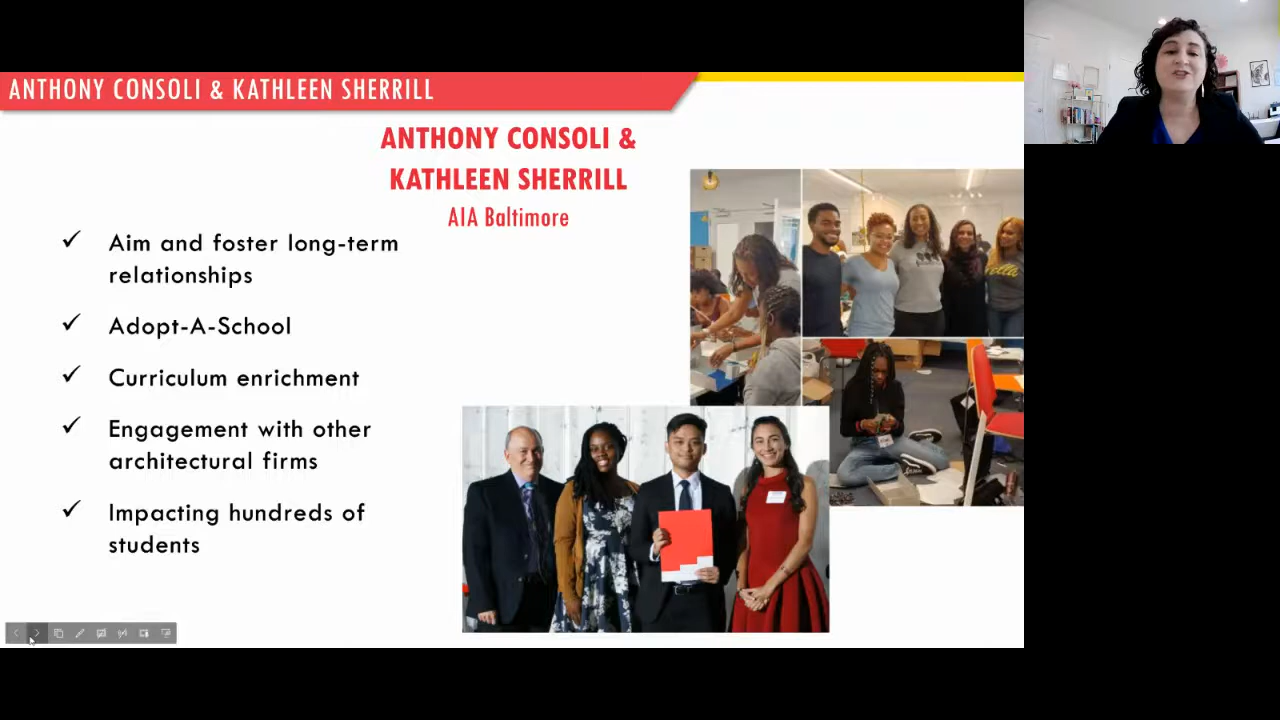 ANTHONY CONSOLI & KATHLEEN SHERRILL
ANTHONY CONSOLI &
KATHLEEN SHERRILL
AIA Baltimore
✓ Aim and foster long-term
relationships
✓ Adopt-A-School
✓ Curriculum enrichment
✓ Engagement with other
architectural firms
✓ Impacting hundreds of
students